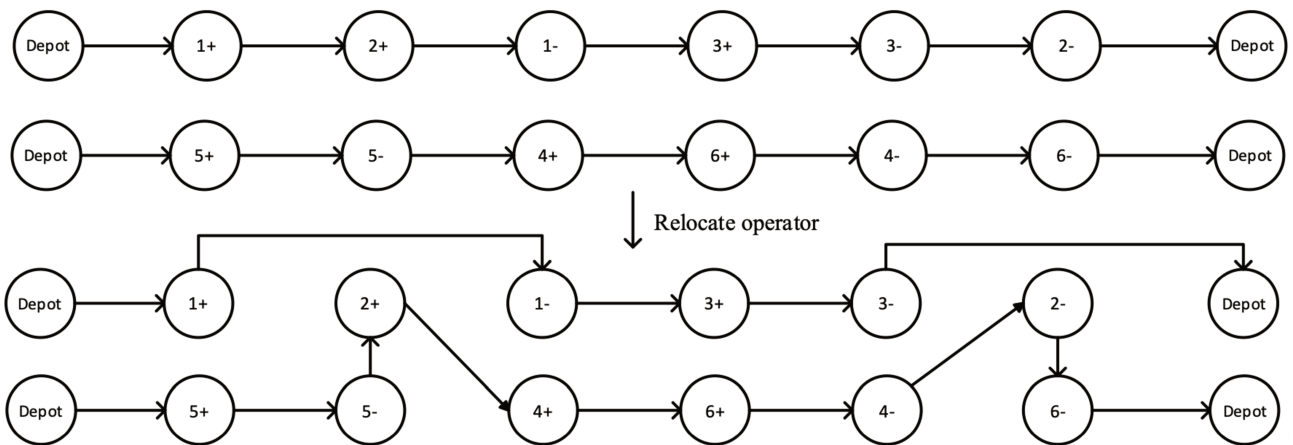 Depot 1+ 2+ 1- 3+ 3- 2- Depot
Depot 5+ 5- 4+ 6+ 4- 6- Depot
Relocate operator
Depot 1+ 2+ 1- 3+ 3- 2- Depot
Depot 5+ 5- 4+ 6+ 4- 6- Depot